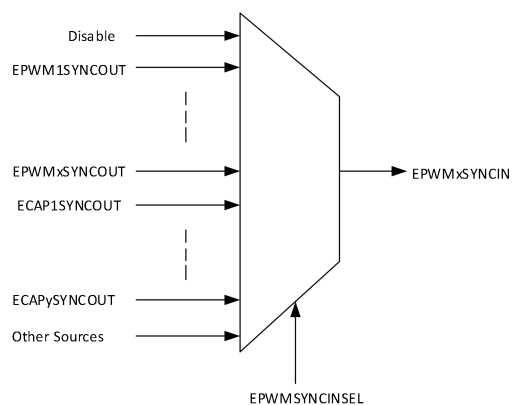 Disable
EPWM1SYNCOUT
EPWMxSYNCOUT
EPWMxSYNCIN
ECAP1SYNCOUT
ECAPySYNCOUT
Other Sources
EPWMSYNCINSEL